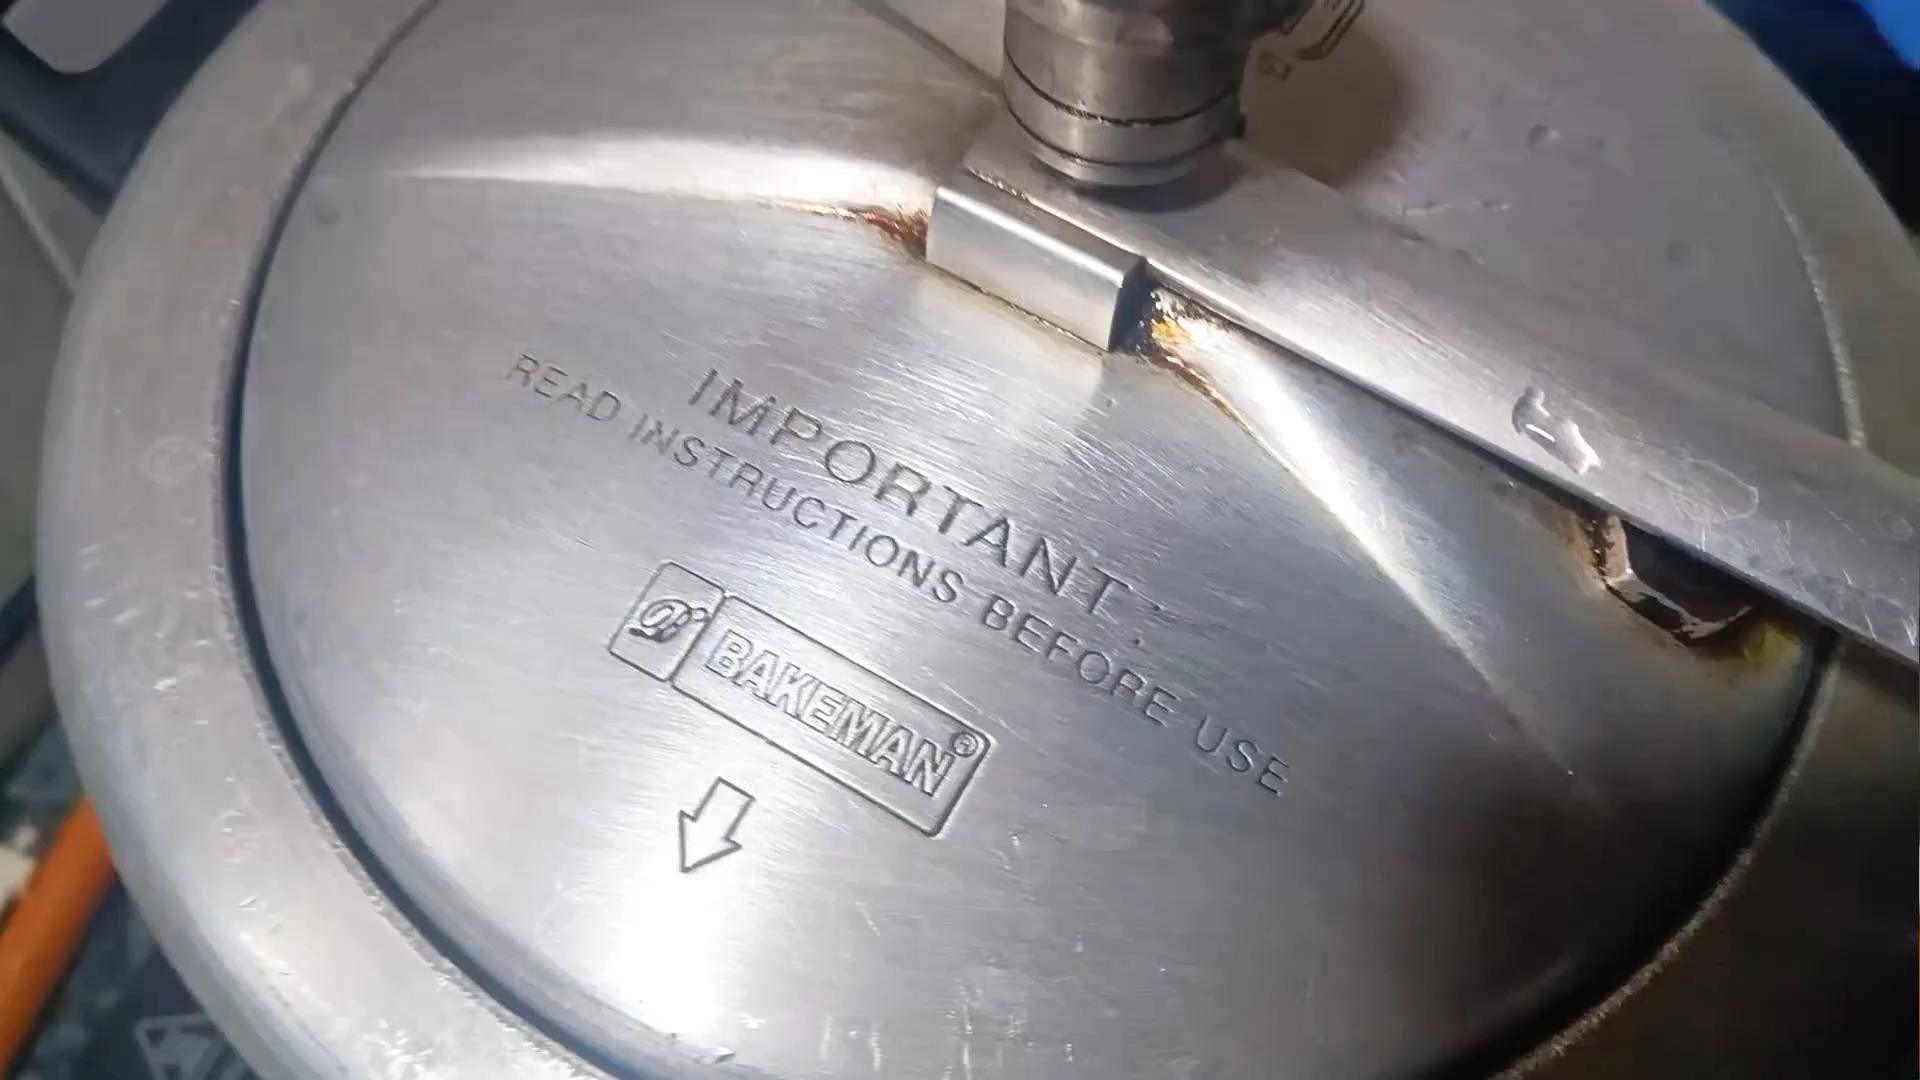 IMPORTANT:
READ INSTRUCTIONS BEFORE USE
B
BAKEMAN®